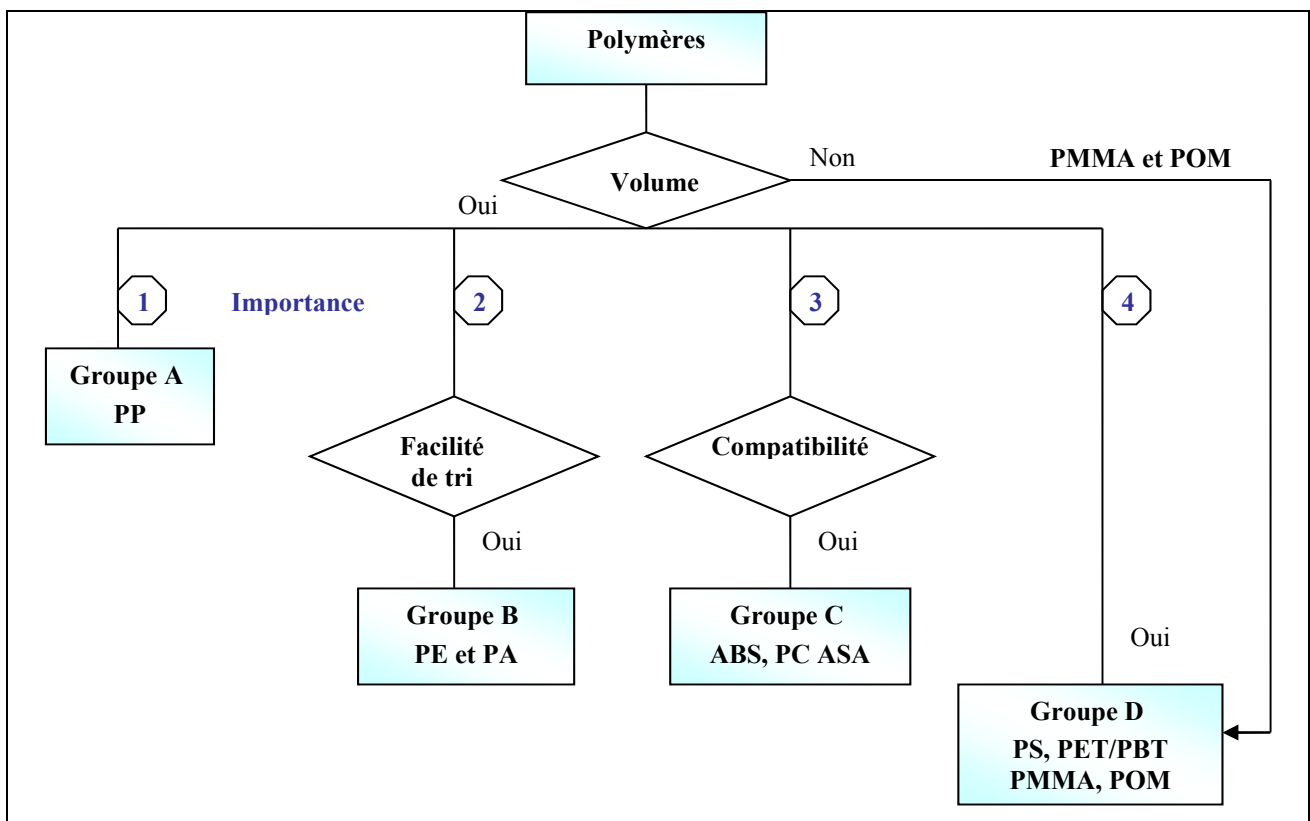 Polymères
Non
PMMA et POM
Volume
Oui
1
Importance
2
3
4
Groupe A
PP
Facilité
de tri
Compatibilité
Oui
Oui
Groupe B
PE et PA
Groupe C
ABS, PC ASA
Oui
Groupe D
PS, PET/PBT
PMMA, POM